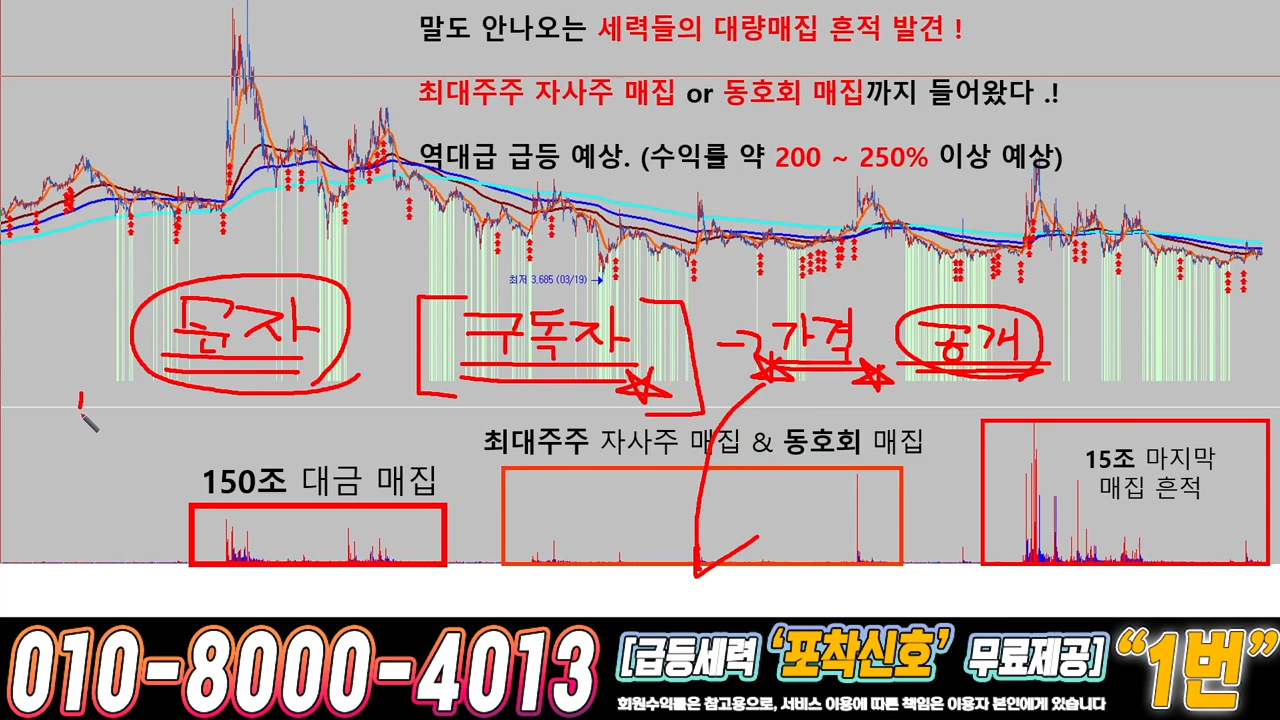 말도 안나오는 세력들의 대량매집 흔적 발견 !
최대주주 자사주 매집 or 동호회 매집까지 들어왔다 .!
역대급 급등 예상. (수익률 약 200 ~ 250% 이상 예상)
최저 3,685 (03/19)
문자 구독자 가격 공개
최대주주 자사주 매집 & 동호회 매집
150조 대금 매집
15조 마지막
매집 흔적
010-8000-4013 [급등세력 ‘포착신호’ 무료제공] “1번”
회원수익률은 참고용으로, 서비스 이용에 따른 책임은 이용자 본인에게 있습니다